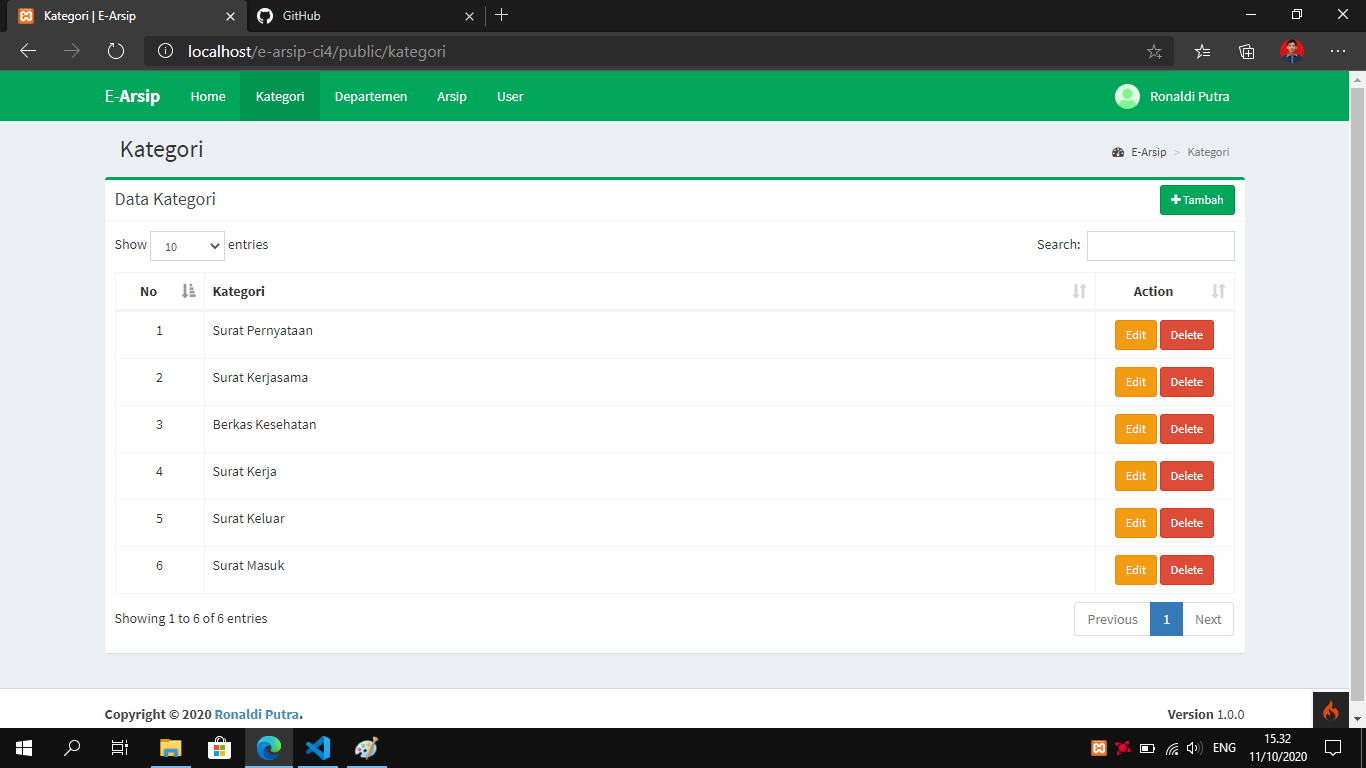 Kategori | E-Arsip
GitHub
localhost/e-arsip-ci4/public/kategori
E-Arsip Home Kategori Departemen Arsip User Ronaldi Putra
Kategori
E-Arsip > Kategori
Data Kategori
Tambah
Show 10 entries
Search:
No Kategori Action
1 Surat Pernyataan Edit Delete
2 Surat Kerjasama Edit Delete
3 Berkas Kesehatan Edit Delete
4 Surat Kerja Edit Delete
5 Surat Keluar Edit Delete
6 Surat Masuk Edit Delete
Showing 1 to 6 of 6 entries
Previous 1 Next
Copyright © 2020 Ronaldi Putra.
Version 1.0.0
ENG
15.32
11/10/2020